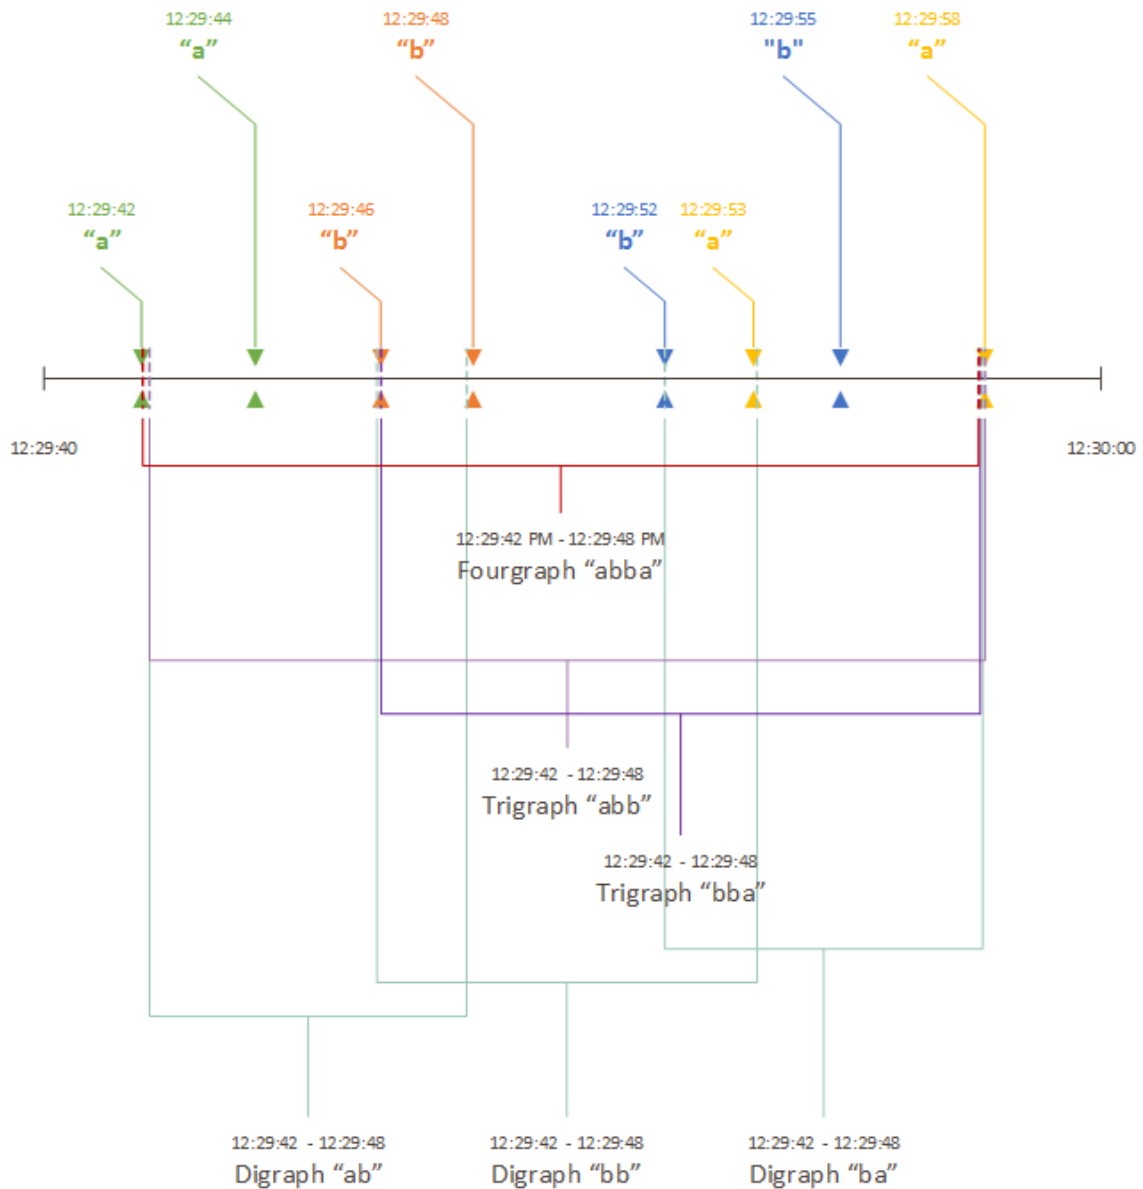 12:29:44
“a”
12:29:48
“b”
12:29:55
"b"
12:29:58
“a”
12:29:42
“a”
12:29:46
“b”
12:29:52
“b”
12:29:53
“a”
12:29:40
12:30:00
12:29:42 PM - 12:29:48 PM
Fourgraph “abba”
12:29:42 - 12:29:48
Trigraph “abb”
12:29:42 - 12:29:48
Trigraph “bba”
12:29:42 - 12:29:48
Digraph “ab”
12:29:42 - 12:29:48
Digraph “bb”
12:29:42 - 12:29:48
Digraph “ba”